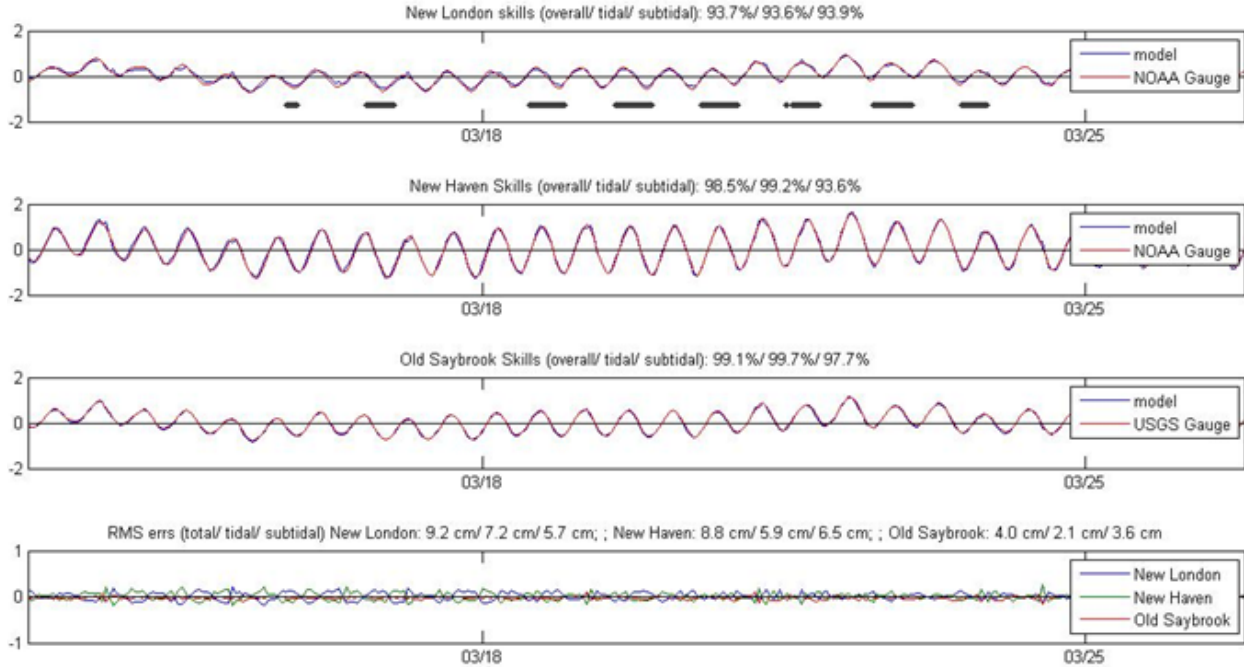 New London skills (overall/ tidal/ subtidal): 93.7%/ 93.6%/ 93.9%
2
0
-2
model
NOAA Gauge
03/18
03/25
New Haven Skills (overall/ tidal/ subtidal): 98.5%/ 99.2%/ 93.6%
2
0
-2
model
NOAA Gauge
03/18
03/25
Old Saybrook Skills (overall/ tidal/ subtidal): 99.1%/ 99.7%/ 97.7%
2
0
-2
model
USGS Gauge
03/18
03/25
RMS errs (total/ tidal/ subtidal) New London: 9.2 cm/ 7.2 cm/ 5.7 cm; ; New Haven: 8.8 cm/ 5.9 cm/ 6.5 cm; ; Old Saybrook: 4.0 cm/ 2.1 cm/ 3.6 cm
1
0
-1
New London
New Haven
Old Saybrook
03/18
03/25